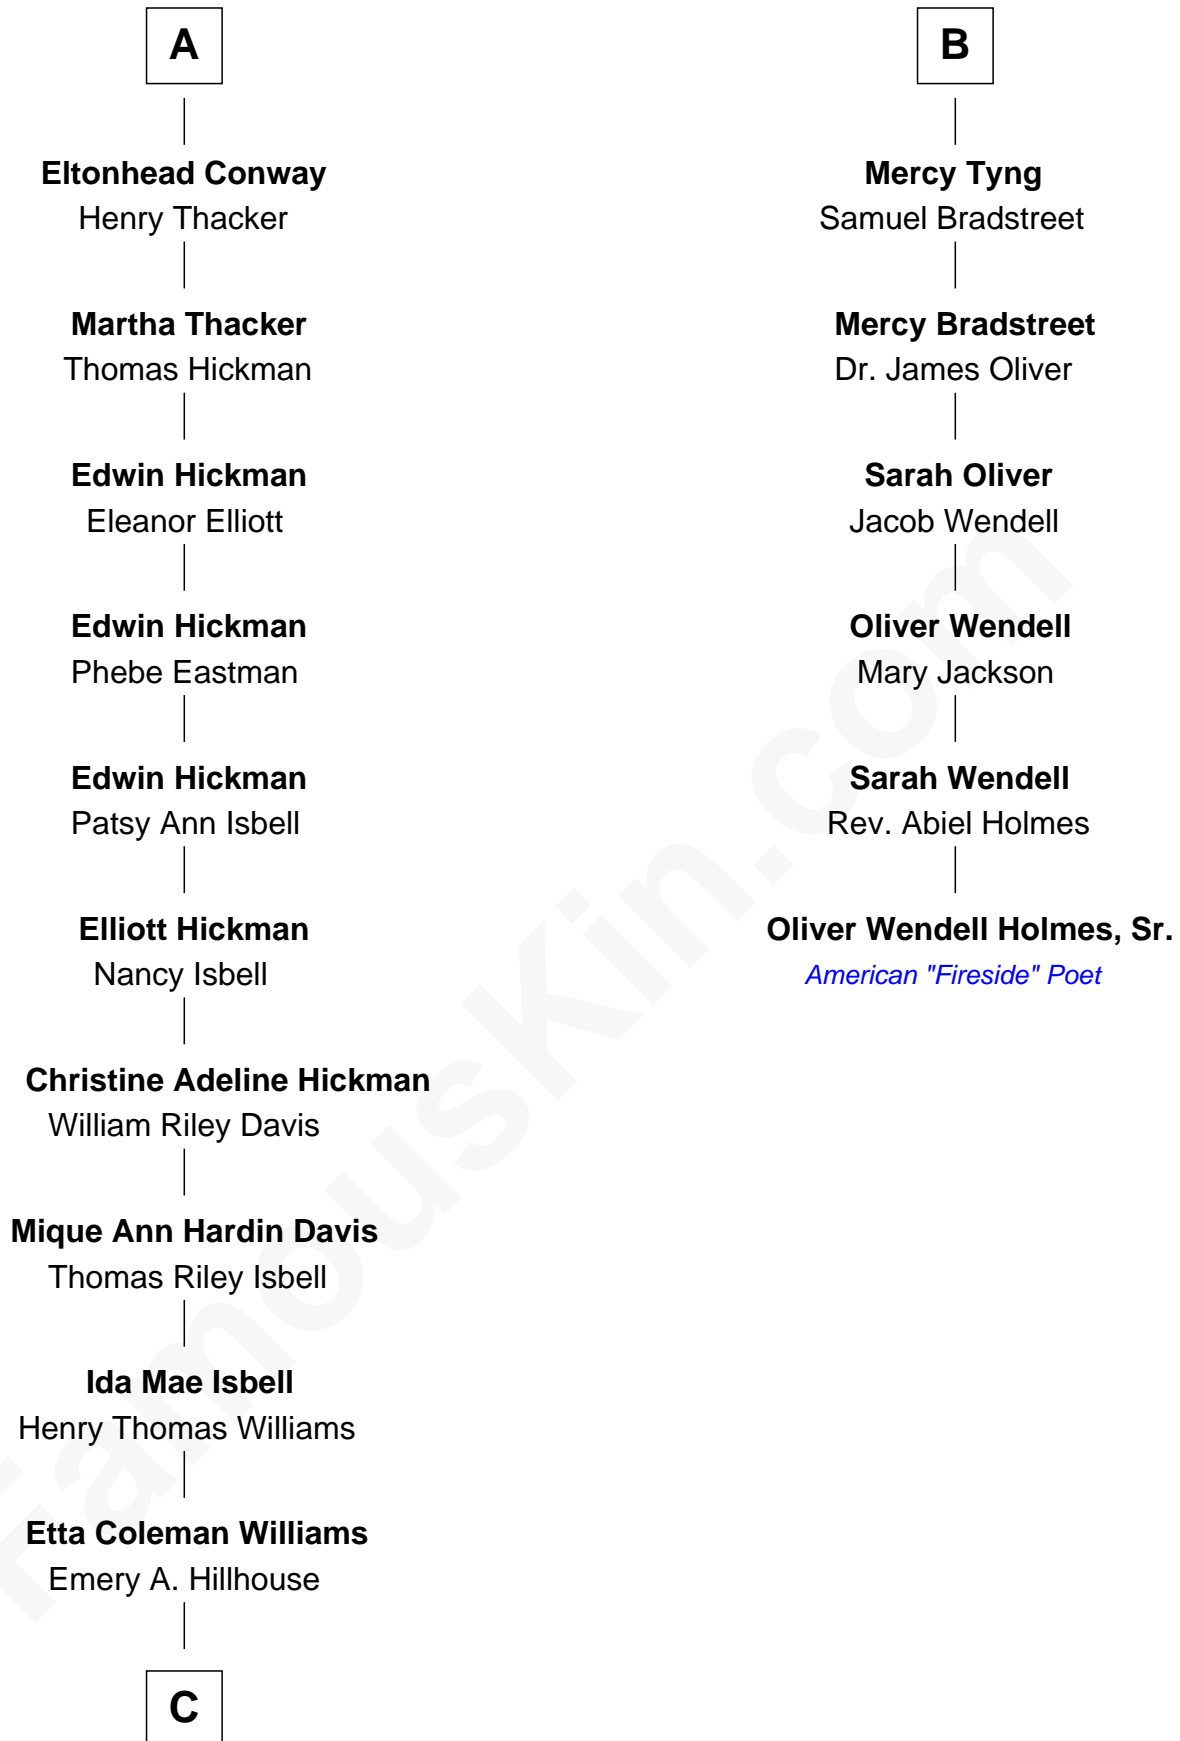 A
Eltonhead Conway
Henry Thacker
Martha Thacker
Thomas Hickman
Edwin Hickman
Eleanor Elliott
Edwin Hickman
Phebe Eastman
Edwin Hickman
Patsy Ann Isbell
Elliott Hickman
Nancy Isbell
Christine Adeline Hickman
William Riley Davis
Mique Ann Hardin Davis
Thomas Riley Isbell
Ida Mae Isbell
Henry Thomas Williams
Etta Coleman Williams
Emery A. Hillhouse
C
B
Mercy Tyng
Samuel Bradstreet
Mercy Bradstreet
Dr. James Oliver
Sarah Oliver
Jacob Wendell
Oliver Wendell
Mary Jackson
Sarah Wendell
Rev. Abiel Holmes
Oliver Wendell Holmes, Sr.
American "Fireside" Poet
FamousKin.com